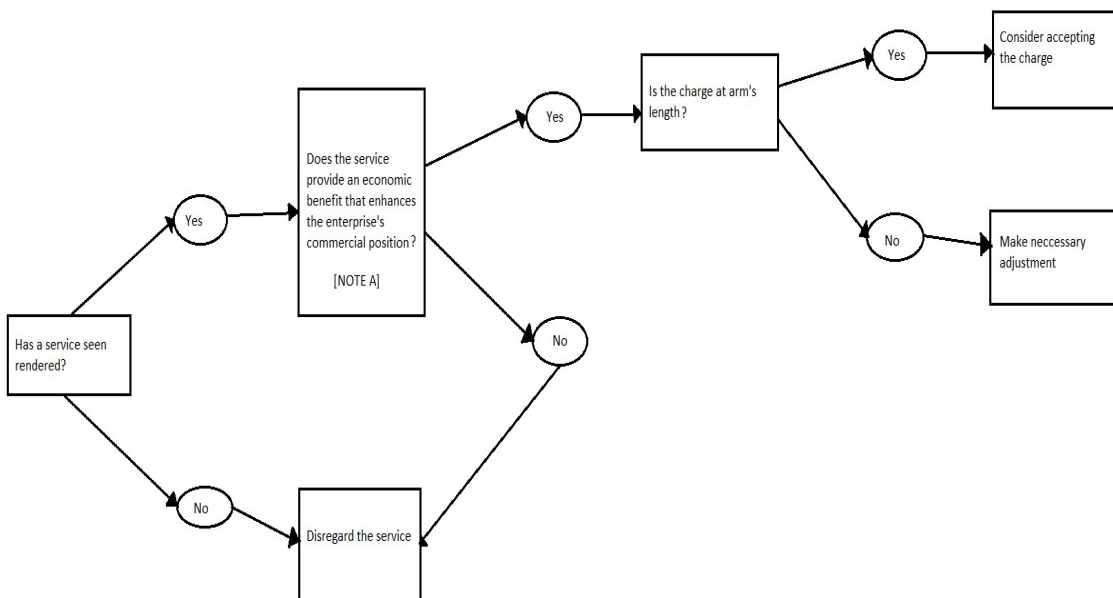 Has a service seen
rendered?
Yes
No
Does the service
provide an economic
benefit that enhances
the enterprise's
commercial position?
[NOTE A]
Disregard the service
Yes
No
Is the charge at arm's
length?
Yes
No
Consider accepting
the charge
Make neccessary
adjustment